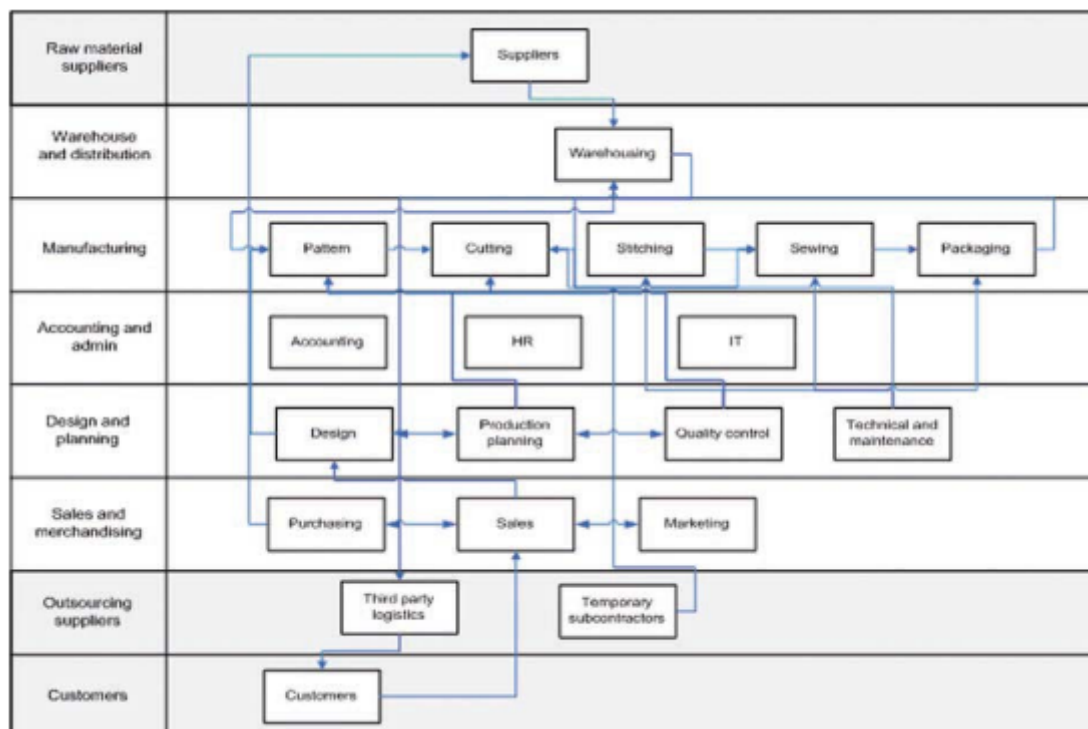 Raw material
suppliers
Suppliers
Warehouse
and distribution
Warehousing
Manufacturing
Pattern
Cutting
Stitching
Sewing
Packaging
Accounting and
admin
Accounting
HR
IT
Design and
planning
Design
Production
planning
Quality control
Technical and
maintenance
Sales and
merchandising
Purchasing
Sales
Marketing
Outsourcing
suppliers
Third party
logistics
Temporary
subcontractors
Customers
Customers